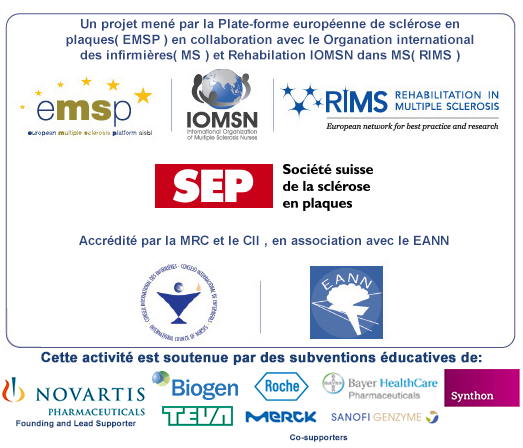 Un projet mené par la Plate-forme européenne de sclérose en
plaques( EMSP ) en collaboration avec le Organation international
des infirmières( MS ) et Rehabilation IOMSN dans MS( RIMS )
emsp
european multiple sclerosis platform aisbl
IOMSN
International Organization
of Multiple Sclerosis Nurses
RIMS
REHABILITATION IN
MULTIPLE SCLEROSIS
European network for best practice and research
SEP
Société suisse
de la sclérose
en plaques
Accrédité par la MRC et le CII , en association avec le EANN
EANN
Cette activité est soutenue par des subventions éducatives de:
NOVARTIS
PHARMACEUTICALS
Founding and Lead Supporter
Biogen
Roche
Bayer HealthCare
Pharmaceuticals
Synthon
TEVA
MERCK
SANOFI GENZYME
Co-supporters